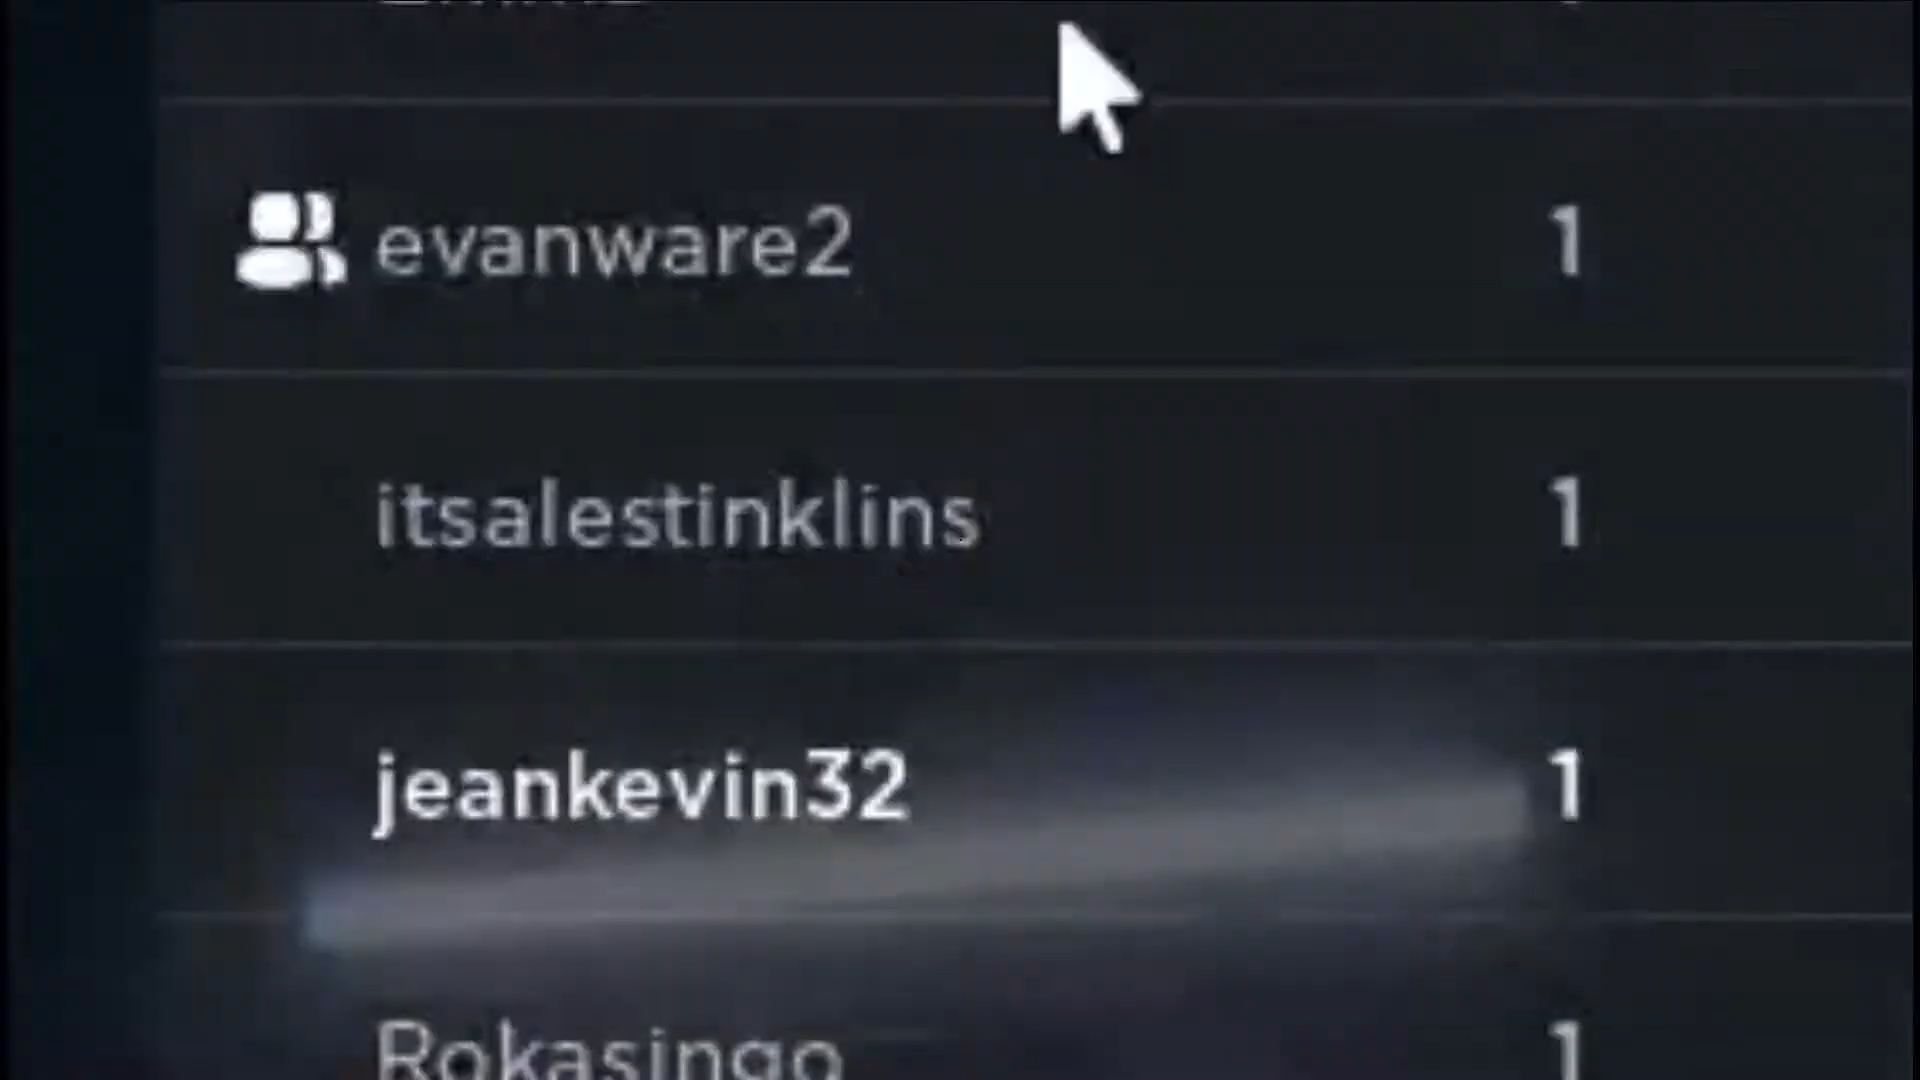 evanware2 1
itsalestinklins 1
jeankevin32 1
Rokasingo 1